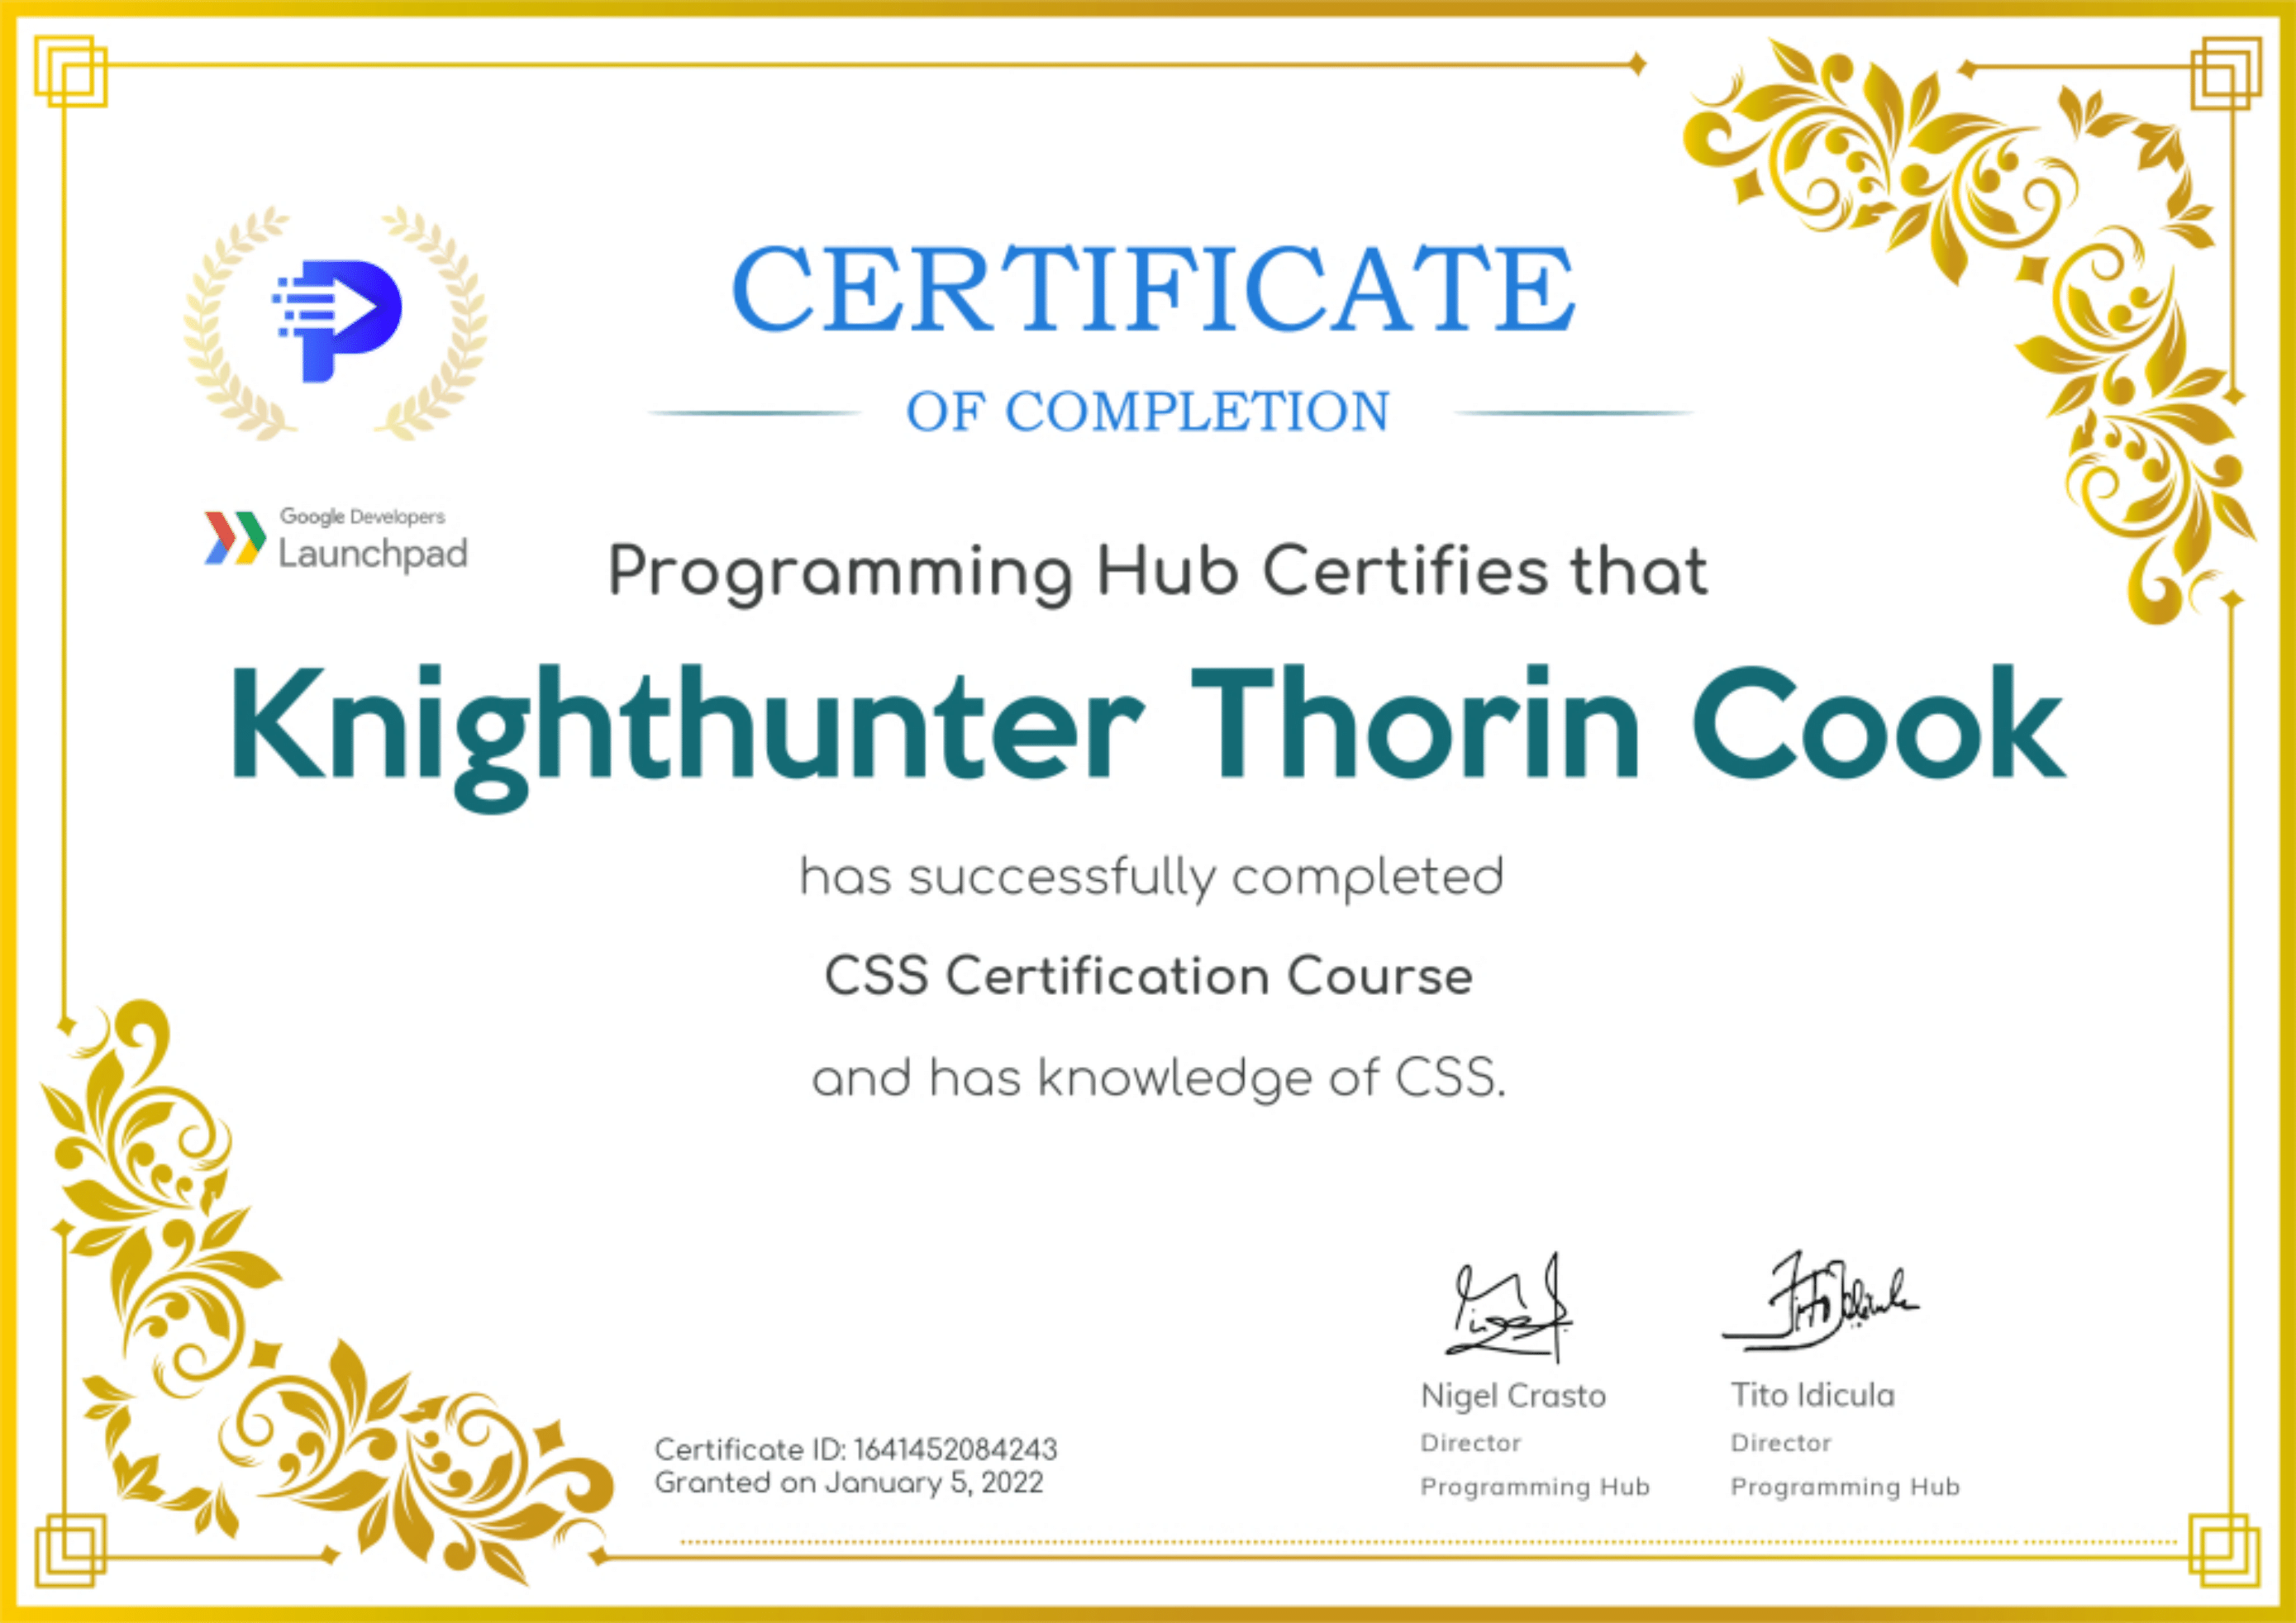 CERTIFICATE
OF COMPLETION
Google Developers
Launchpad
Programming Hub Certifies that
Knighthunter Thorin Cook
has successfully completed
CSS Certification Course
and has knowledge of CSS.
Nigel Crasto
Director
Programming Hub
Tito Idicula
Director
Programming Hub
Certificate ID: 1641452084243
Granted on January 5, 2022